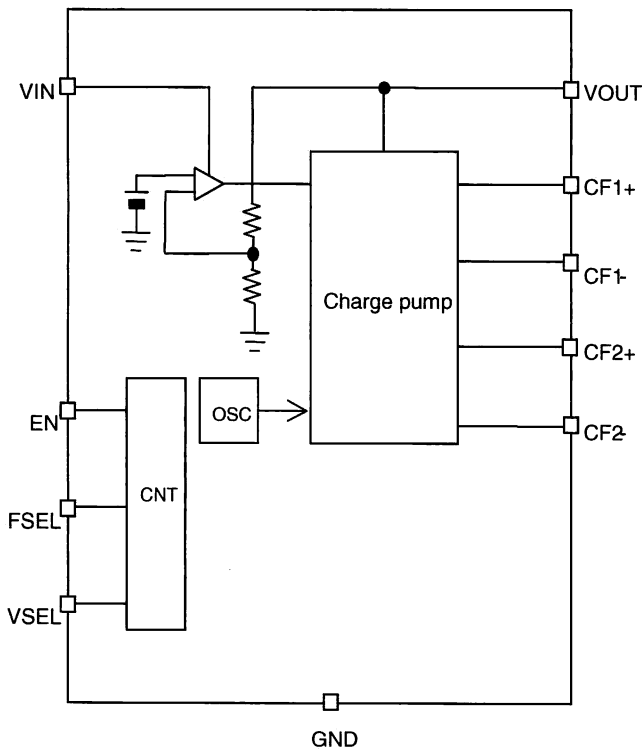 VIN
VOUT
CF1+
CF1-
Charge pump
CF2+
OSC
EN
CF2-
CNT
FSEL
VSEL
GND